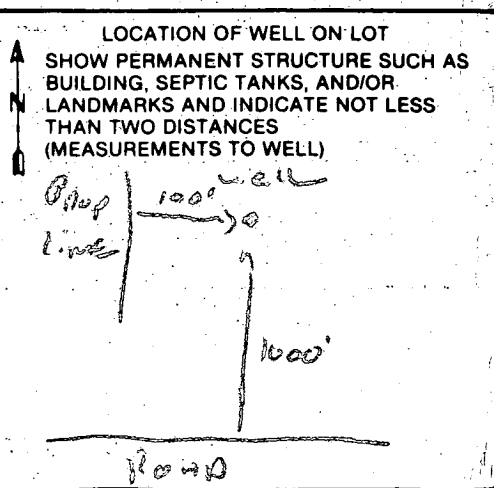 LOCATION OF WELL ON LOT
SHOW PERMANENT STRUCTURE SUCH AS
BUILDING, SEPTIC TANKS, AND/OR
N LANDMARKS AND INDICATE NOT LESS
THAN TWO DISTANCES
(MEASUREMENTS TO WELL)
Prop 100' well
Line
1000'
Road